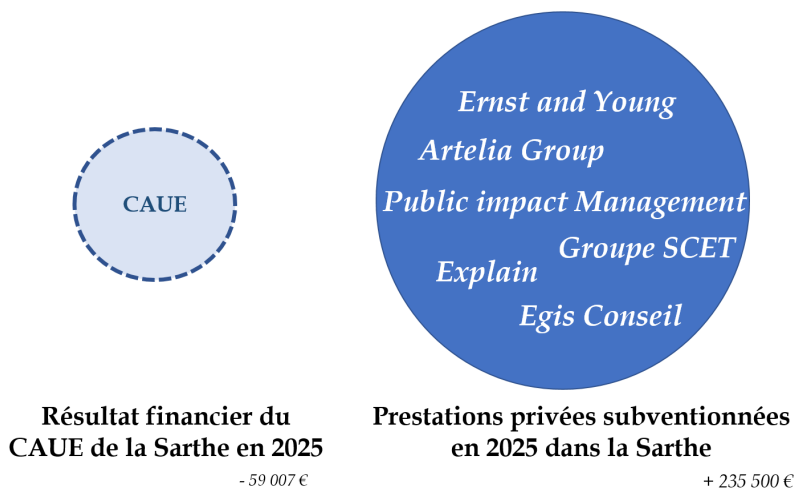 CAUE
Ernst and Young
Artelia Group
Public impact Management
Groupe SCET
Explain
Egis Conseil
Résultat financier du
CAUE de la Sarthe en 2025
- 59 007 €
Prestations privées subventionnées
en 2025 dans la Sarthe
+ 235 500 €